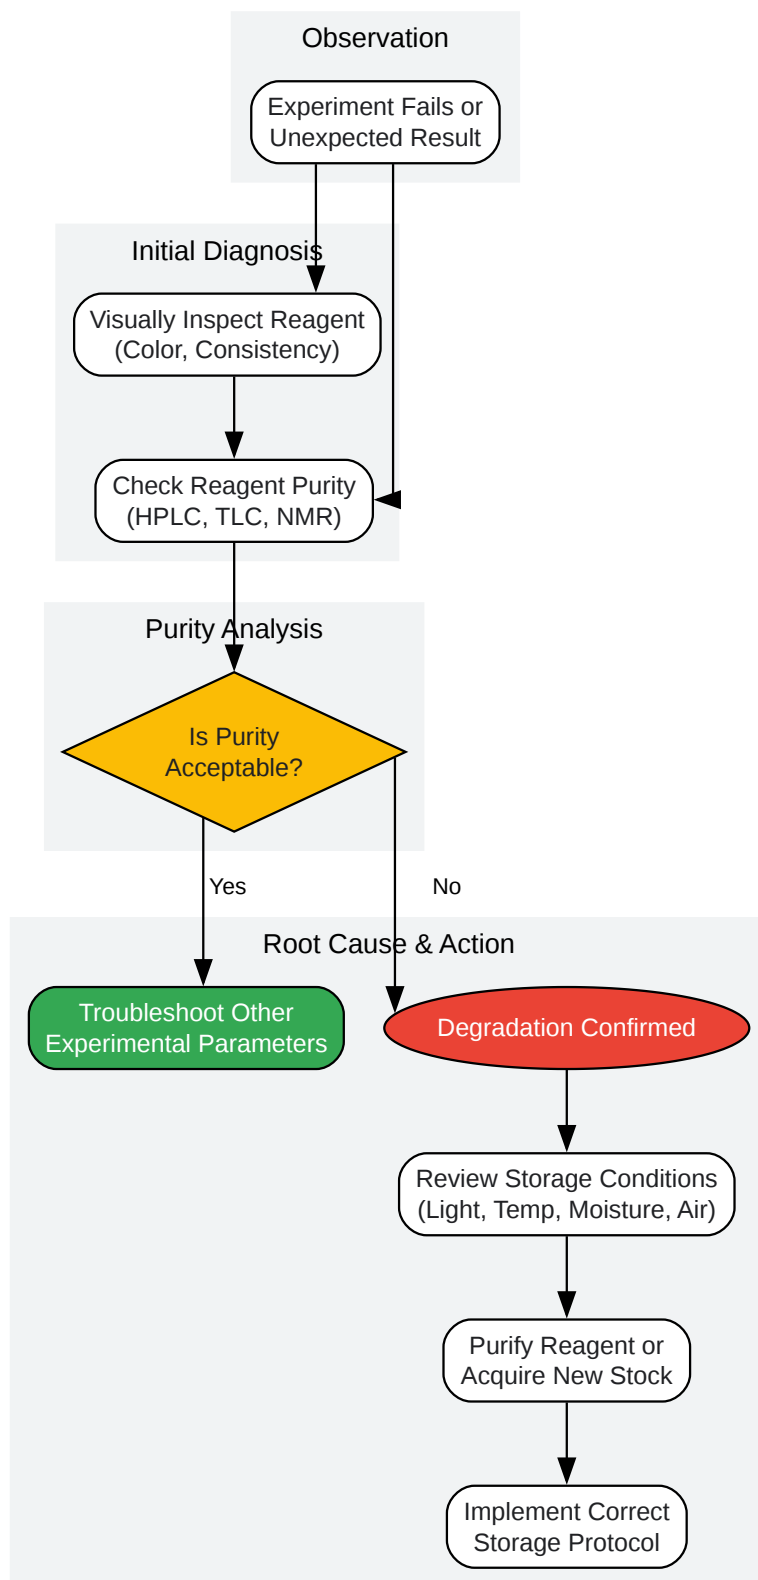 Observation
Experiment Fails or
Unexpected Result
Initial Diagnosis
Visually Inspect Reagent
(Color, Consistency)
Check Reagent Purity
(HPLC, TLC, NMR)
Purity Analysis
Is Purity
Acceptable?
Yes
No
Root Cause & Action
Troubleshoot Other
Experimental Parameters
Degradation Confirmed
Review Storage Conditions
(Light, Temp, Moisture, Air)
Purify Reagent or
Acquire New Stock
Implement Correct
Storage Protocol